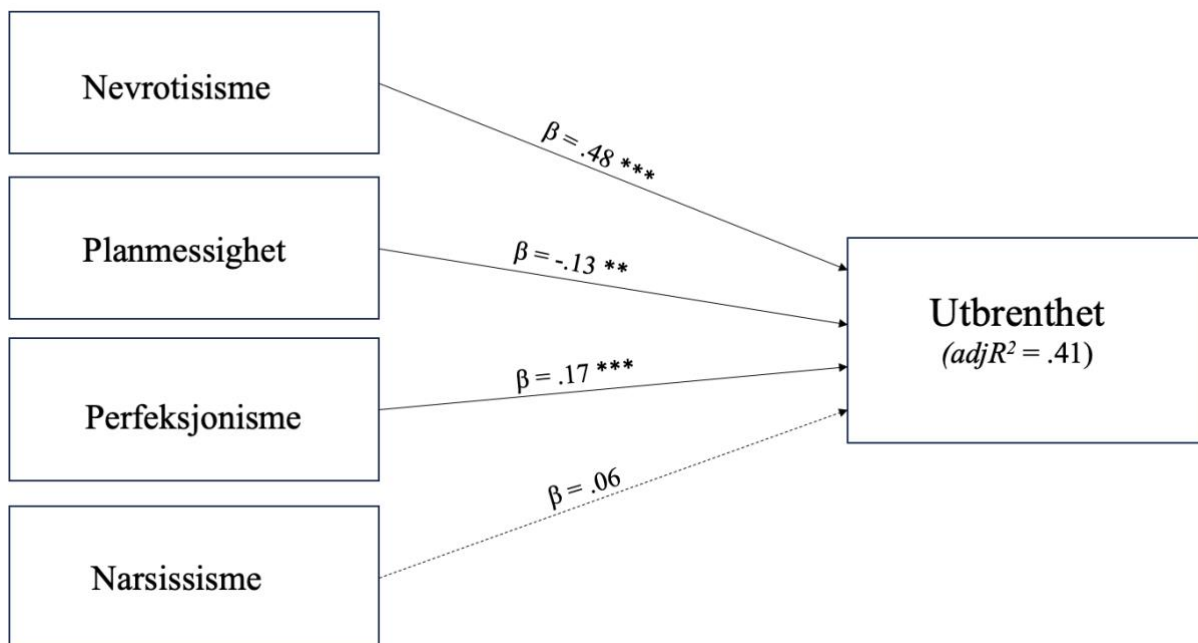 Nevrotisisme
β = .48 ***
Planmessighet
β = -.13 **
Utbrenthet
(adjR² = .41)
Perfeksjonisme
β = .17 ***
Narsissisme
β = .06